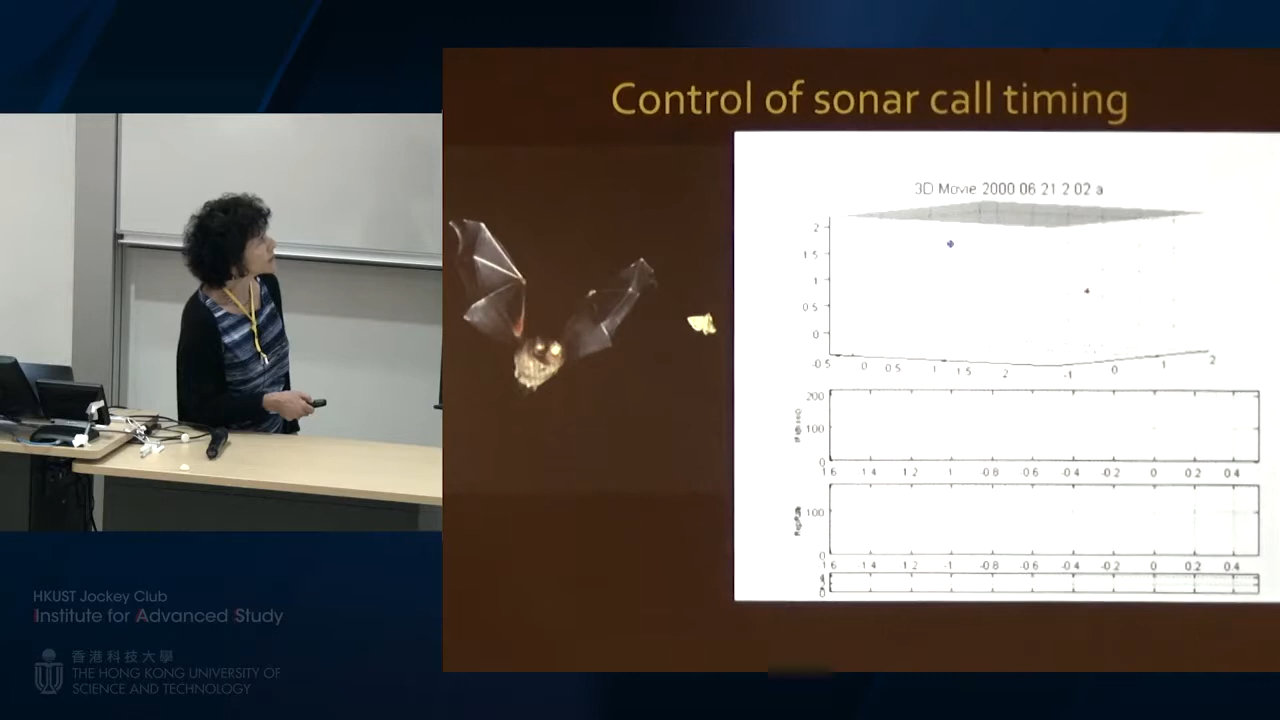 Control of sonar call timing
3D Movie 2000 06 21 2 02 a
2
1 5
1
0 5
0
-0 5 0 0 5 1 1 5 2 -1 0 1 2
200
100
0
1 6 1 4 1 2 1 -0 8 -0 6 -0 4 -0 2 0 0 2 0 4
100
0
1 6 1 4 1 2 -1 -0 8 -0 6 -0 4 -0 2 0 0 2 0 4
0
HKUST Jockey Club
Institute for Advanced Study
香港科技大學
THE HONG KONG UNIVERSITY OF
SCIENCE AND TECHNOLOGY